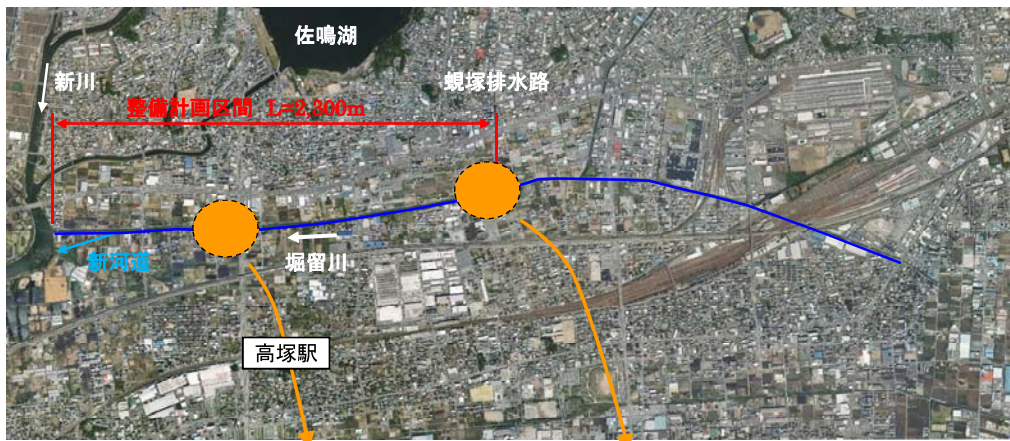 佐鳴湖
新川
蜆塚排水路
整備計画区間 L=2,300m
新河道
堀留川
高塚駅